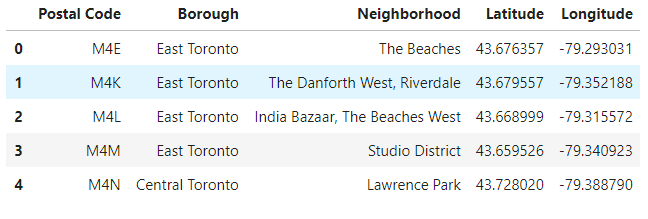 Postal Code Borough Neighborhood Latitude Longitude
0 M4E East Toronto The Beaches 43.676357 -79.293031
1 M4K East Toronto The Danforth West, Riverdale 43.679557 -79.352188
2 M4L East Toronto India Bazaar, The Beaches West 43.668999 -79.315572
3 M4M East Toronto Studio District 43.659526 -79.340923
4 M4N Central Toronto Lawrence Park 43.728020 -79.388790